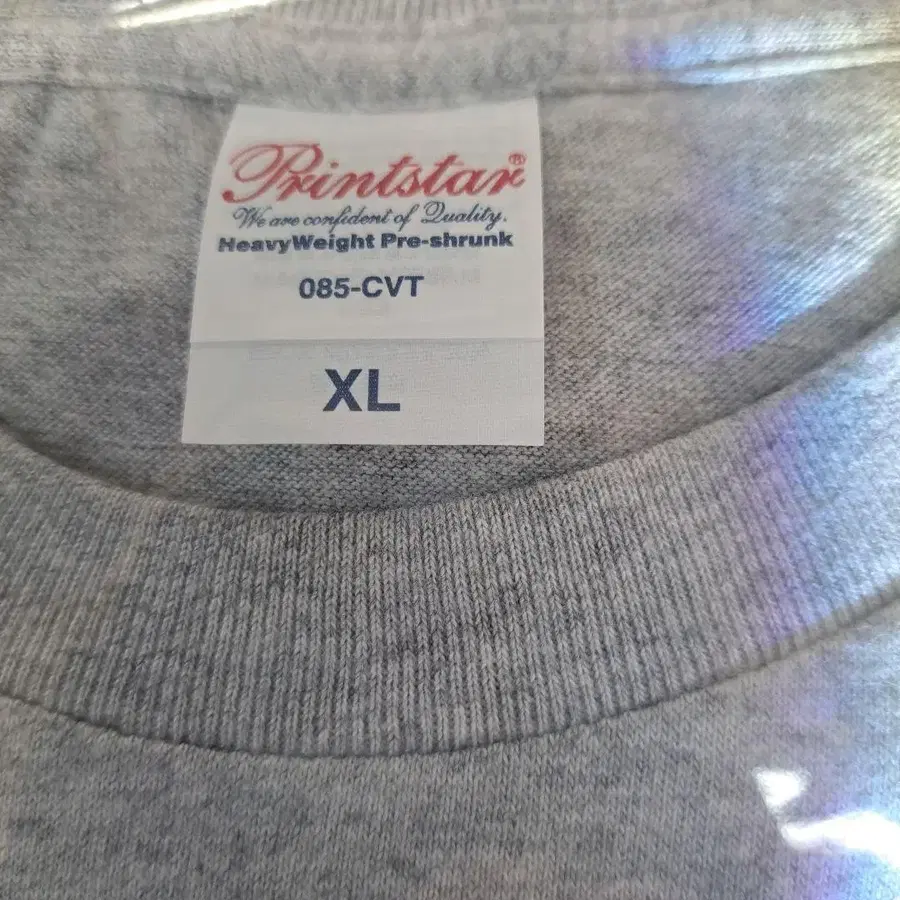 Printstar®
We are confident of Quality.
HeavyWeight Pre-shrunk
085-CVT
XL